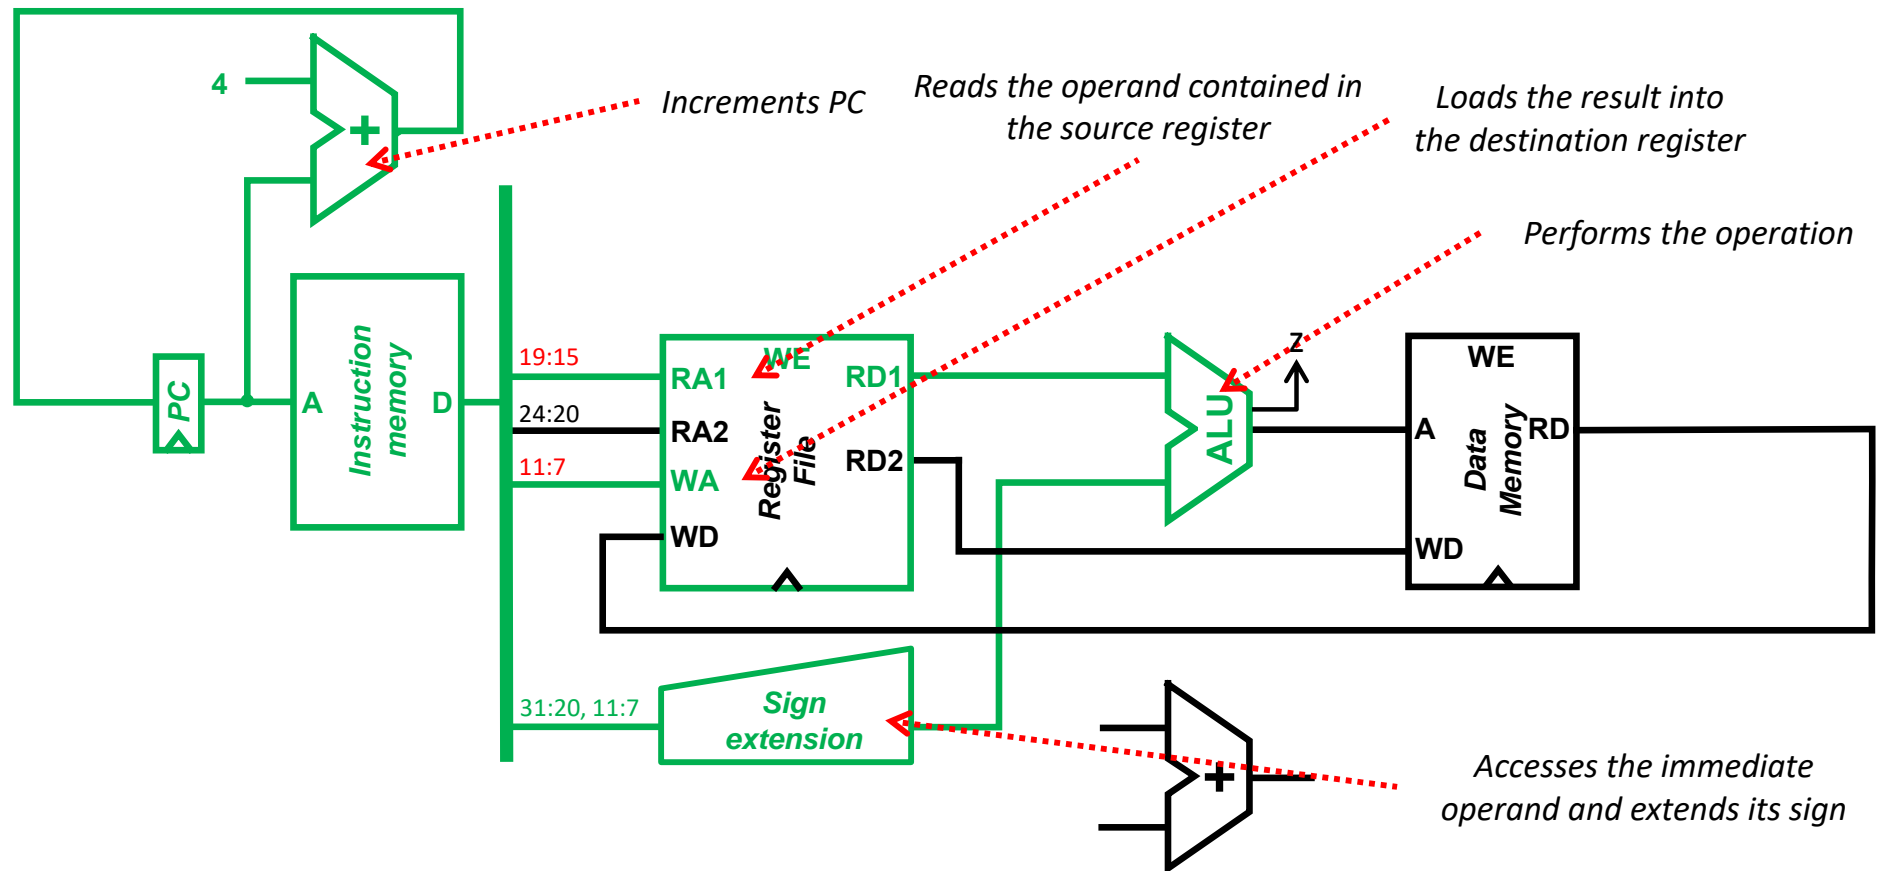 4
+
Increments PC
Reads the operand contained in
the source register
Loads the result into
the destination register
Performs the operation
PC
A
Instruction
memory
D
19:15
24:20
11:7
31:20, 11:7
RA1
RA2
WA
WD
WE
Register
File
RD1
RD2
ALU
Z
WE
A
RD
Data
Memory
WD
Sign
extension
+
Accesses the immediate
operand and extends its sign